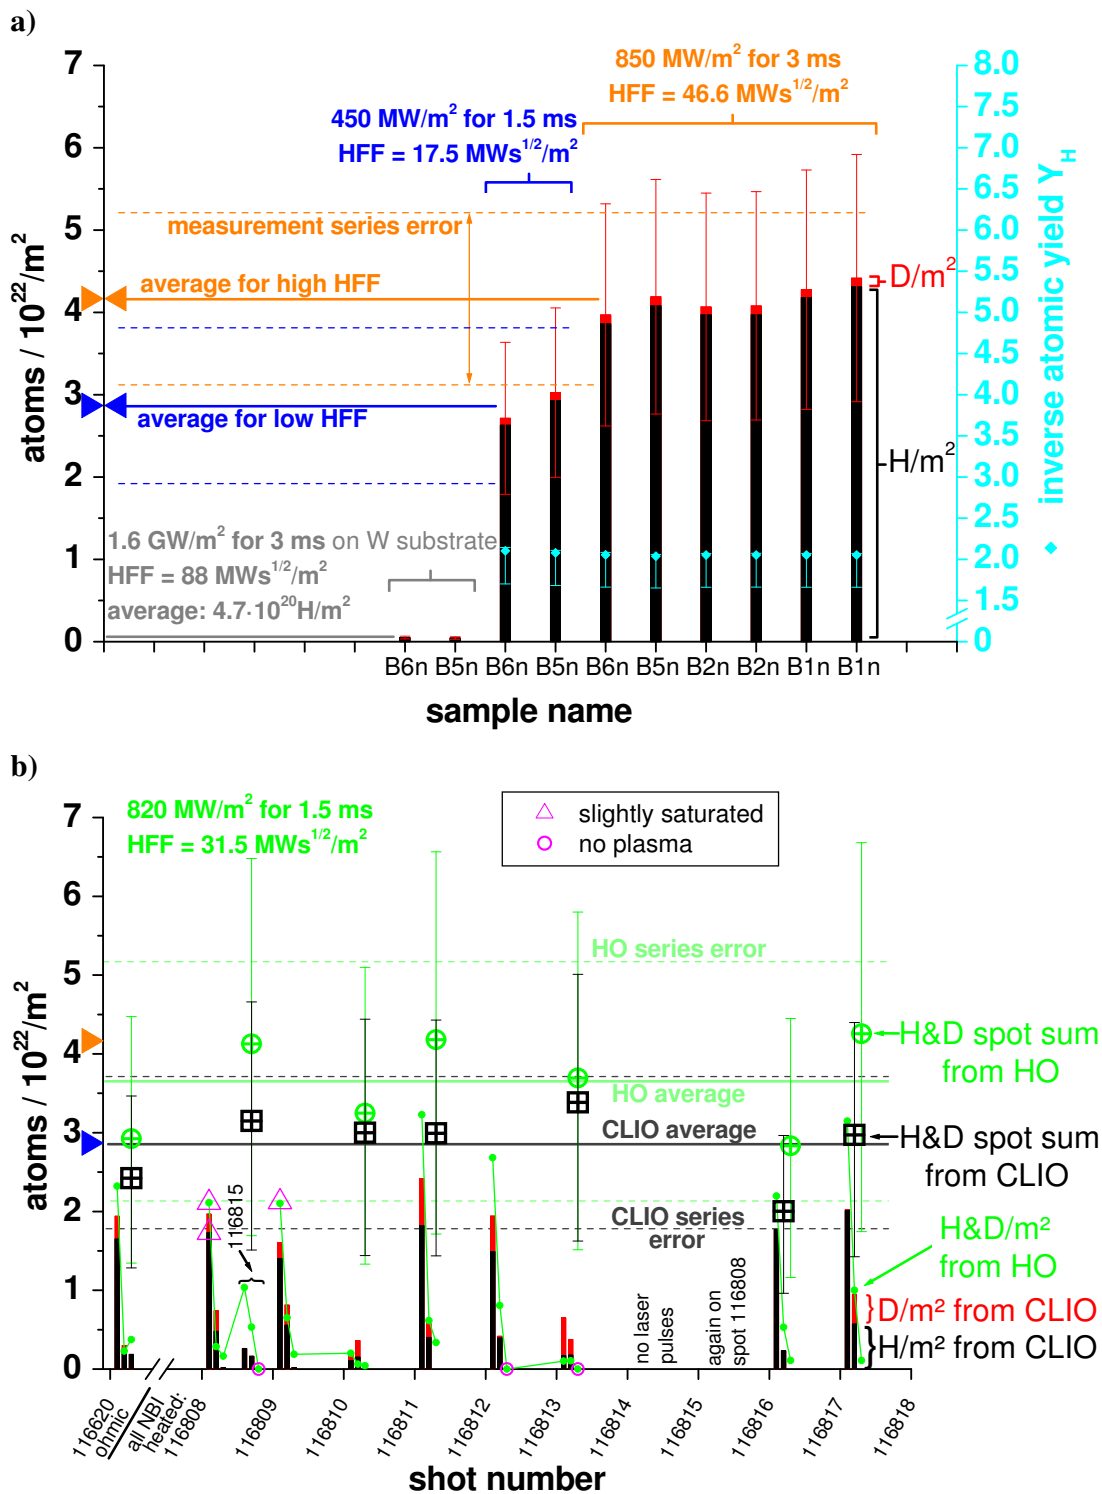 a)
850 MW/m² for 3 ms
HFF = 46.6 MWs^1/2/m²
450 MW/m² for 1.5 ms
HFF = 17.5 MWs^1/2/m²
7
6
5
4
3
2
1
0
atoms / 10²²/m²
8.0
7.5
7.0
6.5
6.0
5.5
5.0
4.5
4.0
3.5
3.0
2.5
2.0
1.5
0
◆ inverse atomic yield Y_H
measurement series error
average for high HFF
average for low HFF
D/m²
H/m²
1.6 GW/m² for 3 ms on W substrate
HFF = 88 MWs^1/2/m²
average: 4.7·10²⁰H/m²
B6n B5n B6n B5n B6n B5n B2n B2n B1n B1n
sample name
b)
820 MW/m² for 1.5 ms
HFF = 31.5 MWs^1/2/m²
slightly saturated
no plasma
7
6
5
4
3
2
1
0
atoms / 10²²/m²
HO series error
HO average
CLIO average
CLIO series
error
H&D spot sum
from HO
H&D spot sum
from CLIO
H&D/m²
from HO
D/m² from CLIO
H/m² from CLIO
116815
no laser
pulses
again on
spot 116808
116620
ohmic
all NBI
heated:
116808
116809
116810
116811
116812
116813
116814
116815
116816
116817
116818
shot number